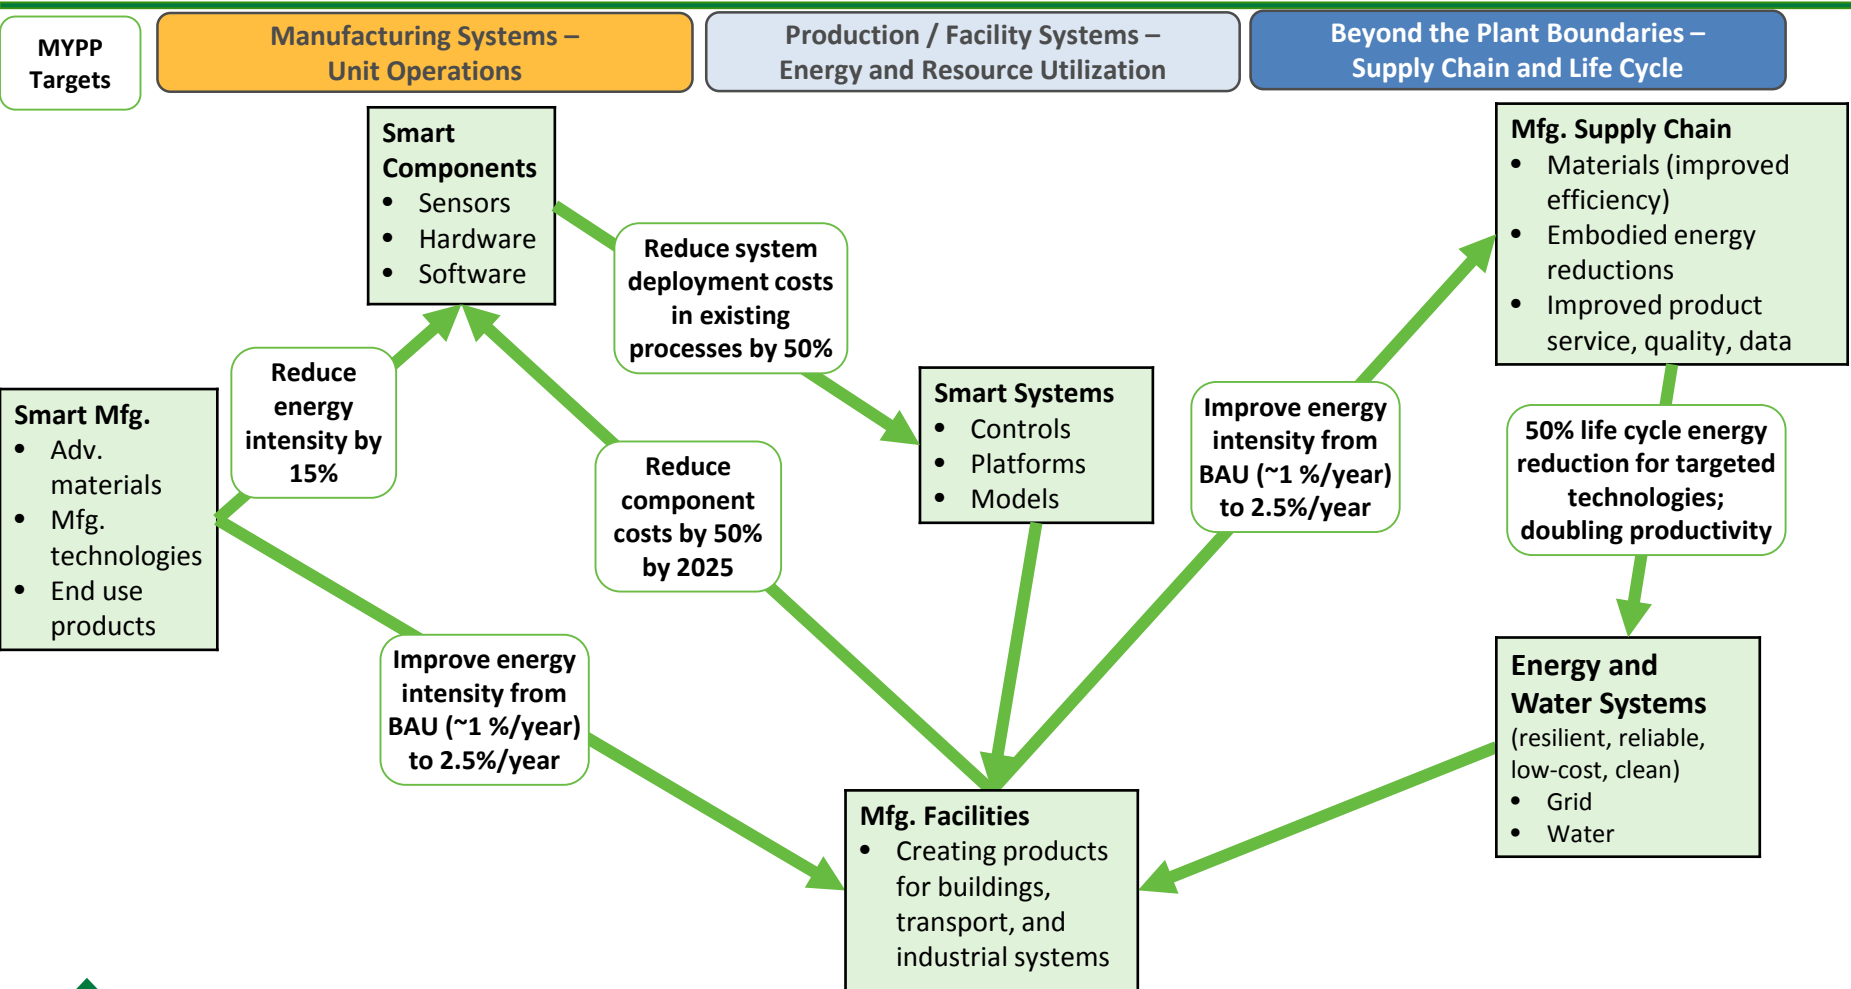 MYPP
Targets
Manufacturing Systems –
Unit Operations
Production / Facility Systems –
Energy and Resource Utilization
Beyond the Plant Boundaries –
Supply Chain and Life Cycle
Smart
Components
• Sensors
• Hardware
• Software
Mfg. Supply Chain
• Materials (improved
efficiency)
• Embodied energy
reductions
• Improved product
service, quality, data
Reduce system
deployment costs
in existing
processes by 50%
Reduce
energy
intensity by
15%
Smart Mfg.
• Adv.
materials
• Mfg.
technologies
• End use
products
Smart Systems
• Controls
• Platforms
• Models
Improve energy
intensity from
BAU (~1 %/year)
to 2.5%/year
50% life cycle energy
reduction for targeted
technologies;
doubling productivity
Reduce
component
costs by 50%
by 2025
Improve energy
intensity from
BAU (~1 %/year)
to 2.5%/year
Energy and
Water Systems
(resilient, reliable,
low-cost, clean)
• Grid
• Water
Mfg. Facilities
• Creating products
for buildings,
transport, and
industrial systems